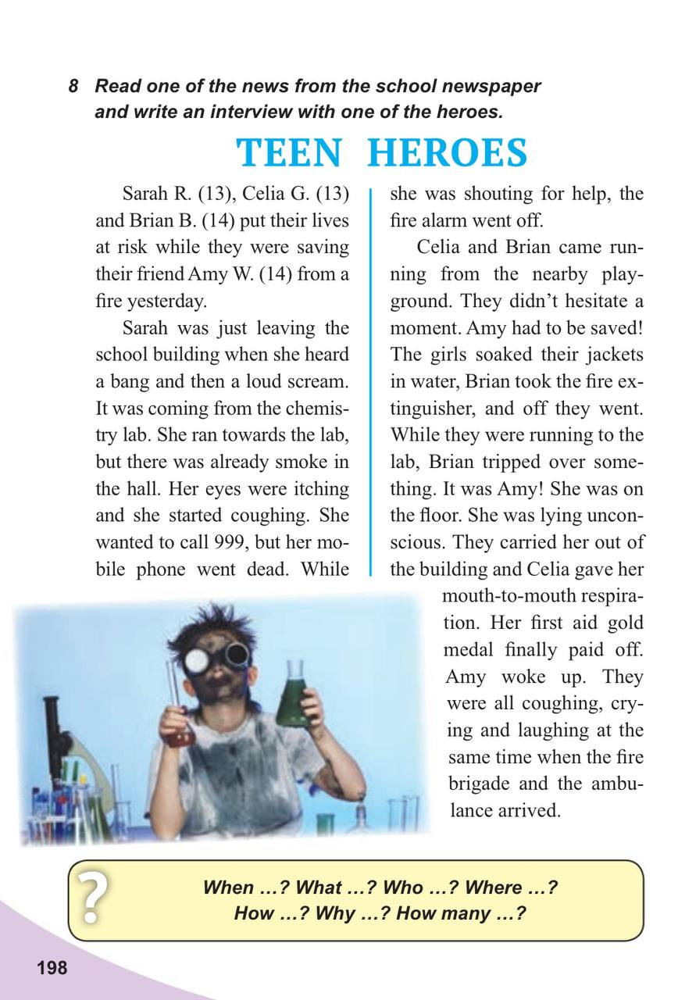 8 Read one of the news from the school newspaper
and write an interview with one of the heroes.
TEEN HEROES
Sarah R. (13), Celia G. (13)
and Brian B. (14) put their lives
at risk while they were saving
their friend Amy W. (14) from a
fire yesterday.
Sarah was just leaving the
school building when she heard
a bang and then a loud scream.
It was coming from the chemis-
try lab. She ran towards the lab,
but there was already smoke in
the hall. Her eyes were itching
and she started coughing. She
wanted to call 999, but her mo-
bile phone went dead. While
she was shouting for help, the
fire alarm went off.
Celia and Brian came run-
ning from the nearby play-
ground. They didn’t hesitate a
moment. Amy had to be saved!
The girls soaked their jackets
in water, Brian took the fire ex-
tinguisher, and off they went.
While they were running to the
lab, Brian tripped over some-
thing. It was Amy! She was on
the floor. She was lying uncon-
scious. They carried her out of
the building and Celia gave her
mouth-to-mouth respira-
tion. Her first aid gold
medal finally paid off.
Amy woke up. They
were all coughing, cry-
ing and laughing at the
same time when the fire
brigade and the ambu-
lance arrived.
?
When …? What …? Who …? Where …?
How …? Why …? How many …?
198